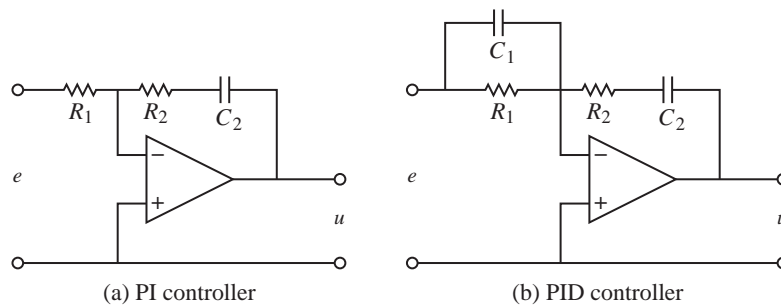 R1
R2
C2
−
+
e
u
(a) PI controller
C1
R1
R2
C2
−
+
e
(b) PID controller